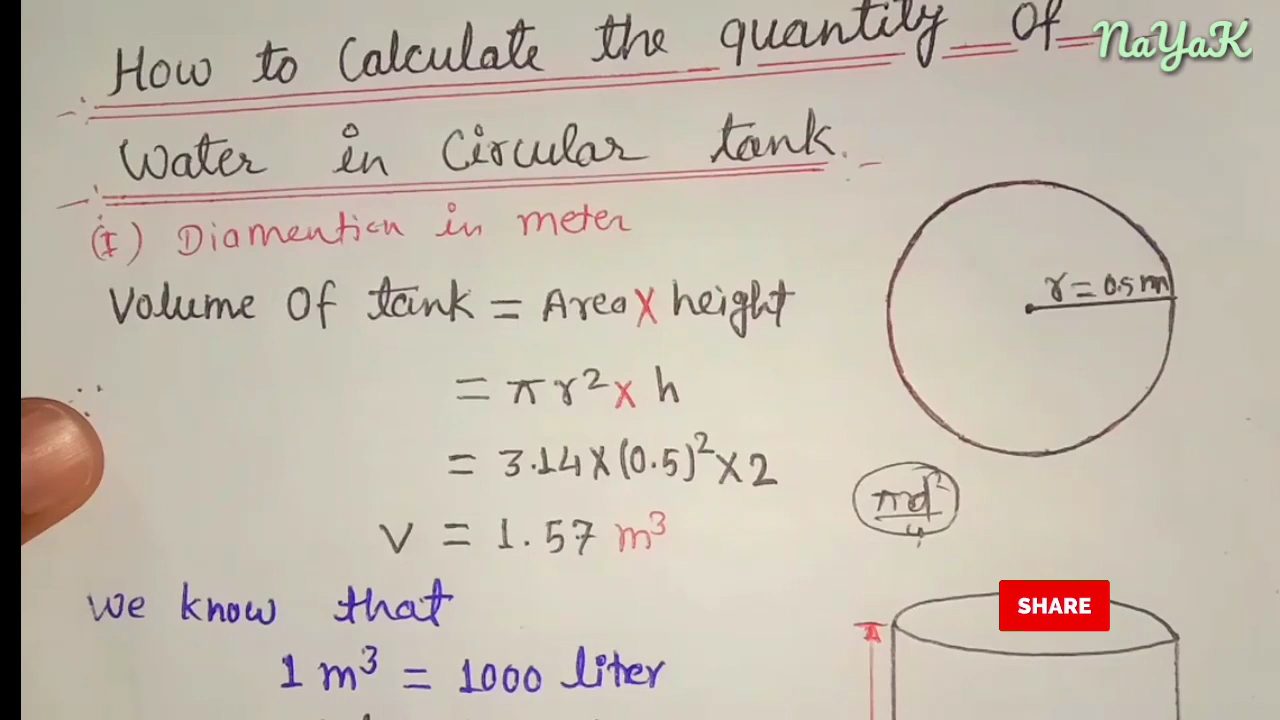 How to Calculate the quantity Of
NaYaK
Water in Circular tank.
(I) Diamention in meter
Volume Of tank = Area X height
r = 0.5 m
= πr² x h
= 3.14 X (0.5)² X 2
πd²/4
V = 1.57 m³
We know that
SHARE
1 m³ = 1000 liter